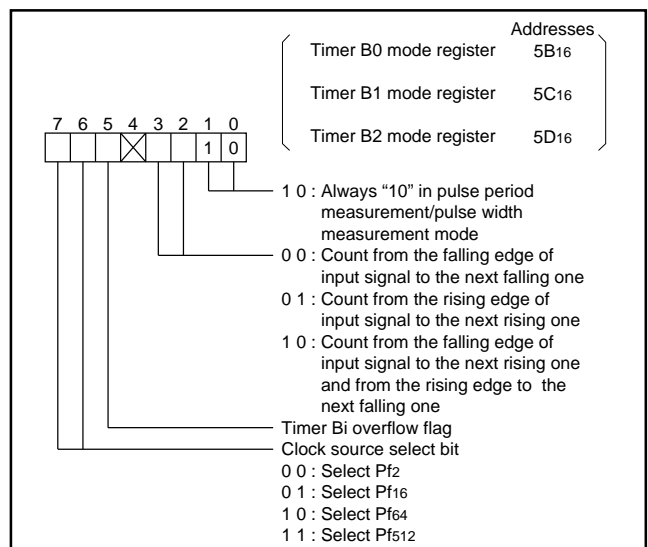 Addresses
Timer B0 mode register 5B16
Timer B1 mode register 5C16
Timer B2 mode register 5D16
7 6 5 4 3 2 1 0
1 0
1 0 : Always “10” in pulse period
measurement/pulse width
measurement mode
0 0 : Count from the falling edge of
input signal to the next falling one
0 1 : Count from the rising edge of
input signal to the next rising one
1 0 : Count from the falling edge of
input signal to the next rising one
and from the rising edge to the
next falling one
Timer Bi overflow flag
Clock source select bit
0 0 : Select Pf2
0 1 : Select Pf16
1 0 : Select Pf64
1 1 : Select Pf512